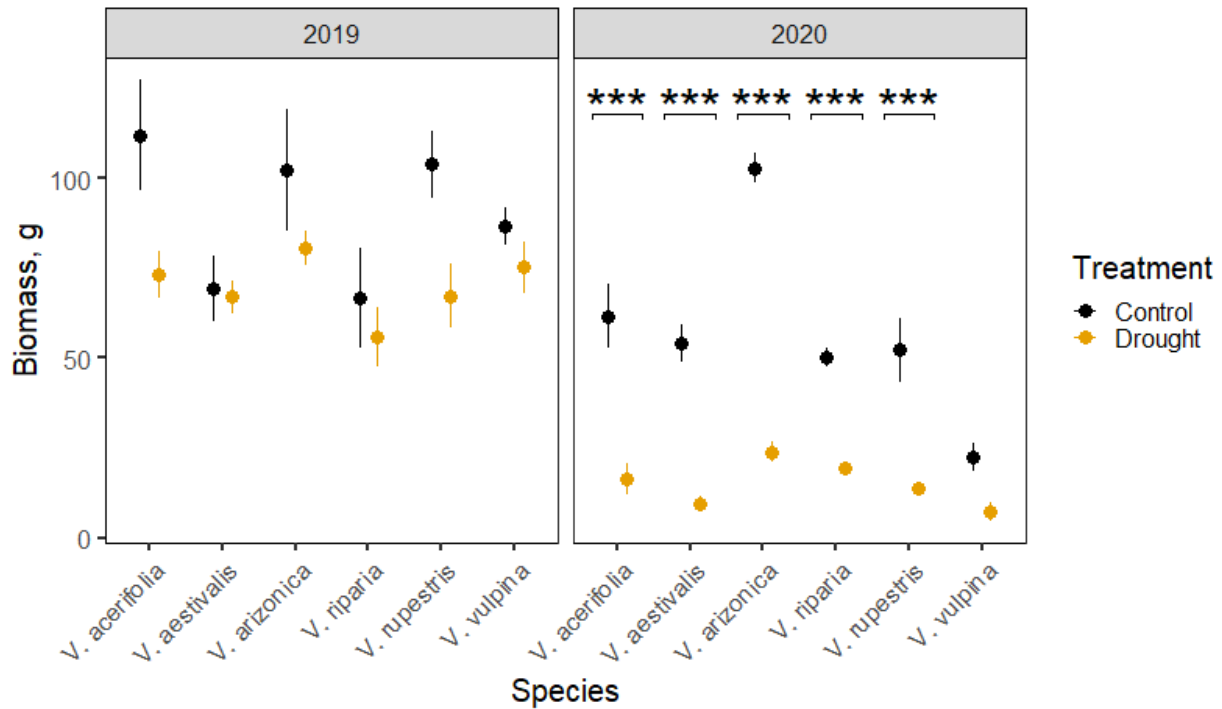 2019
2020
*** *** *** *** ***
Biomass, g
100
50
0
V. acerifolia
V. aestivalis
V. arizonica
V. riparia
V. rupestris
V. vulpina
V. acerifolia
V. aestivalis
V. arizonica
V. riparia
V. rupestris
V. vulpina
Species
Treatment
Control
Drought